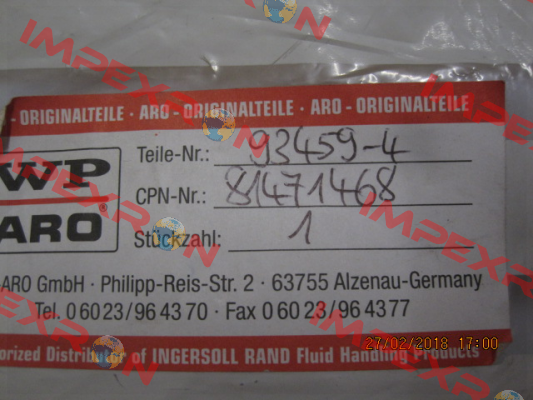 - ORIGINALTEILE · ARO - ORIGINALTEILE · ARO - ORIGINALTEILE
WP
ARO
®
Teile-Nr.: 93459-4
CPN-Nr.: 81471468
Stückzahl: 1
-ARO GmbH · Philipp-Reis-Str. 2 · 63755 Alzenau-Germany
Tel. 0 60 23/96 43 70 · Fax 0 60 23/96 43 77
orized Distributor of INGERSOLL RAND Fluid Handling Products
27/02/2018 17:00
IMPEXRON